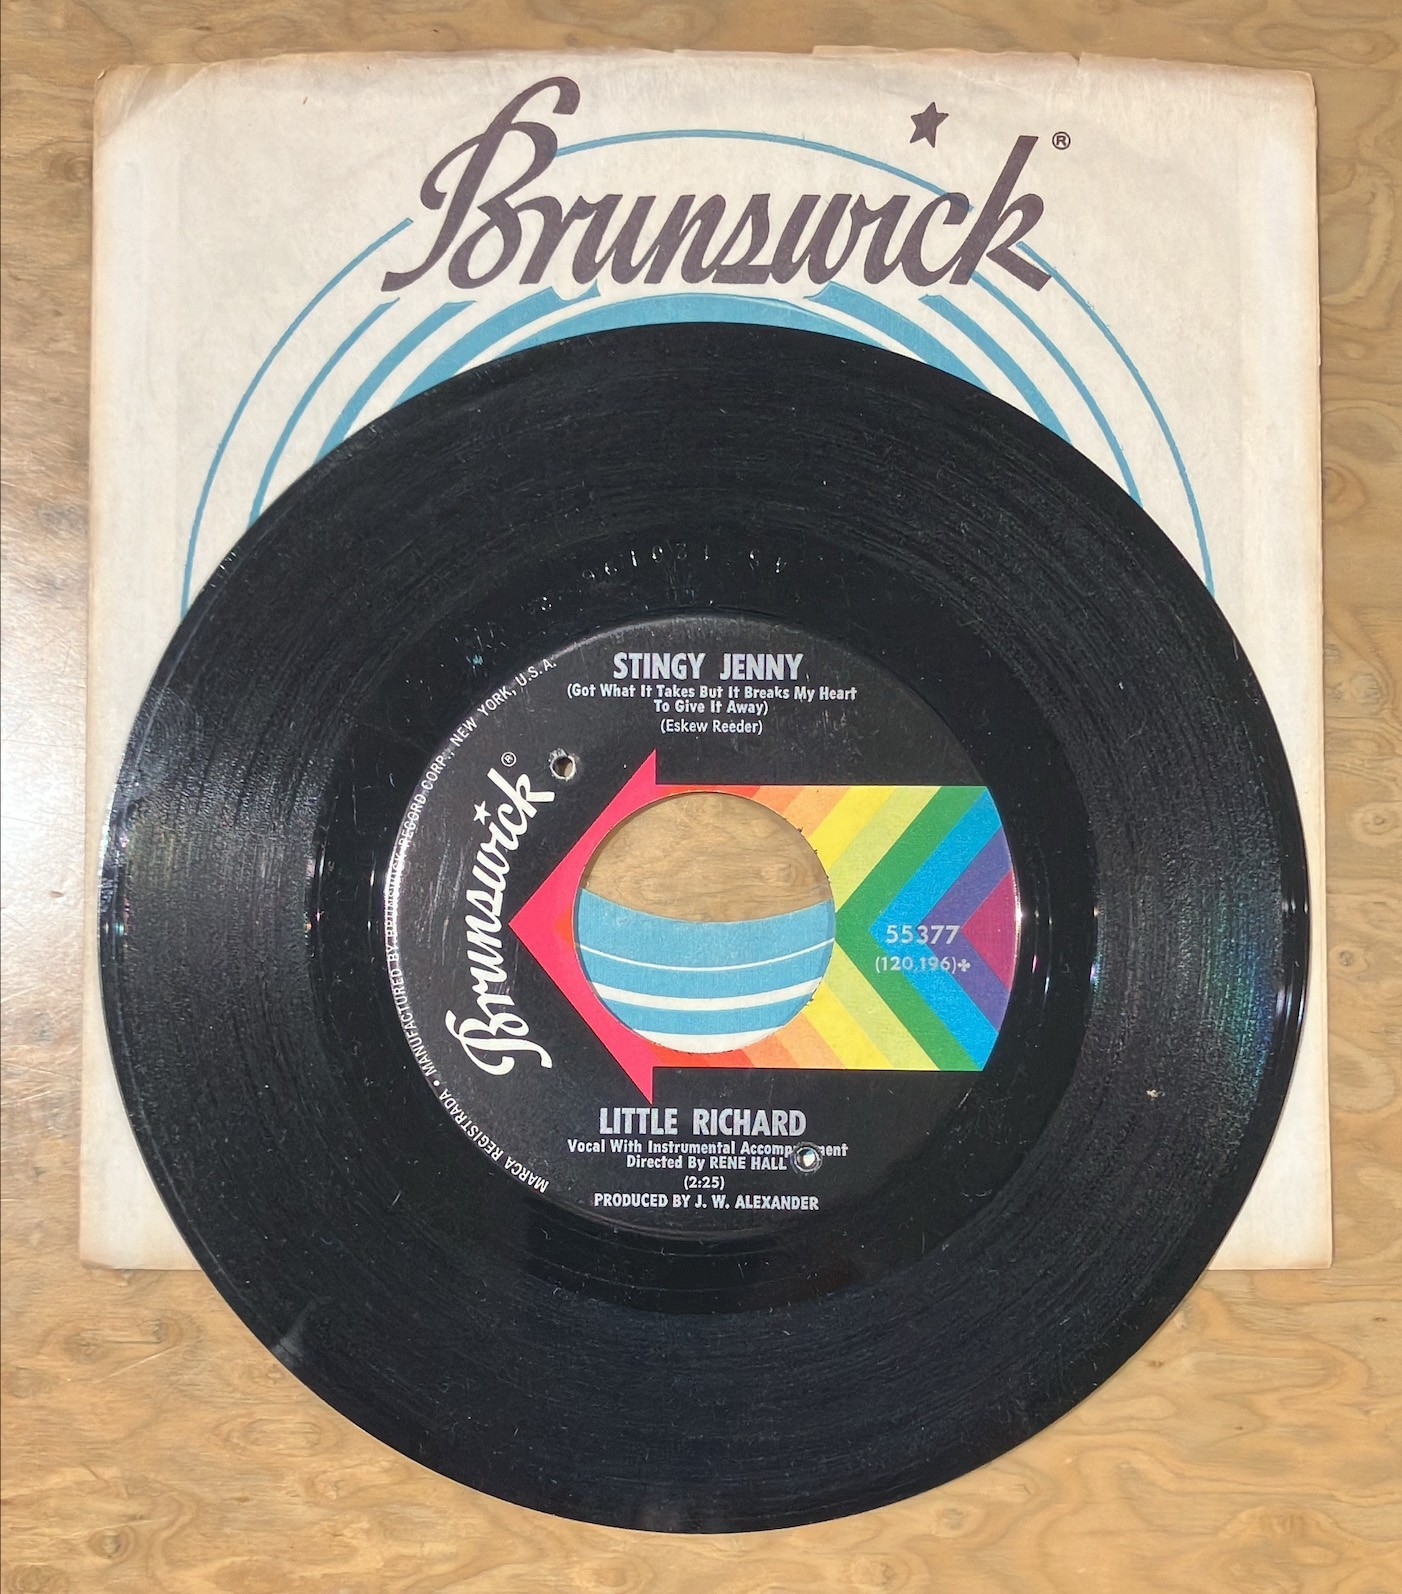 Brunswick®
STINGY JENNY
(Got What It Takes But It Breaks My Heart
To Give It Away)
(Eskew Reeder)
Brunswick®
MARCA REGISTRADA • MANUFACTURED BY BRUNSWICK RECORD CORP., NEW YORK, U.S.A.
55377
(120,196)✤
LITTLE RICHARD
Vocal With Instrumental
Directed By RENE HALL
(2:25)
PRODUCED BY J. W. ALEXANDER